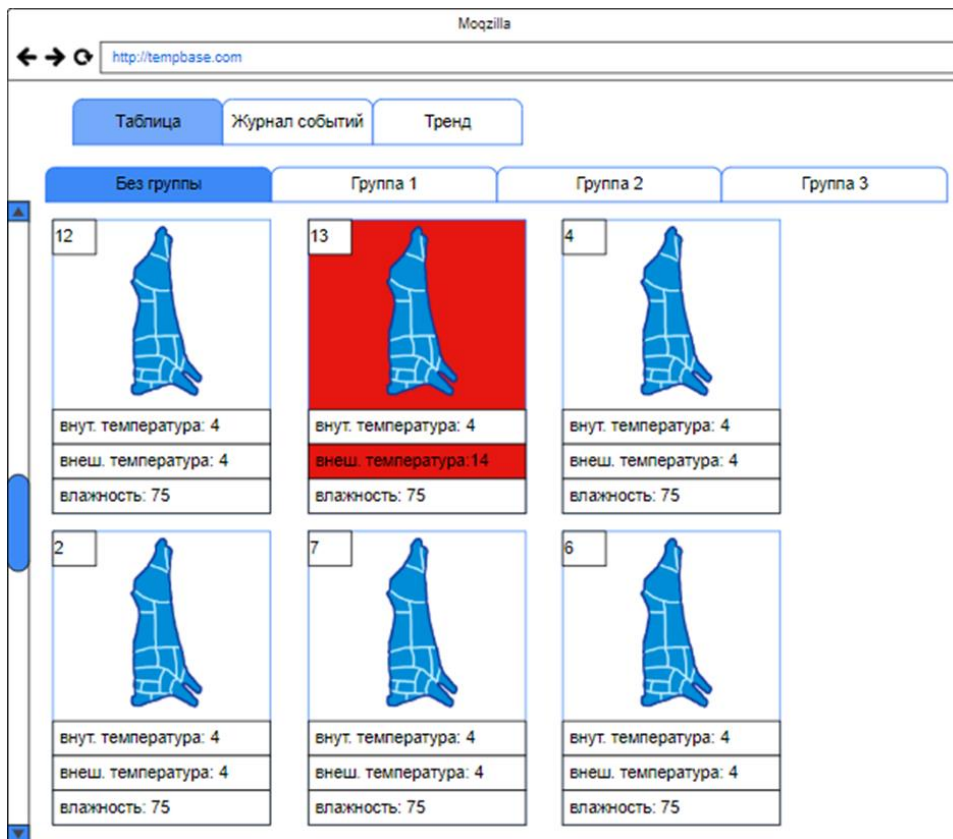 Moqzilla
http://tempbase.com
Таблица Журнал событий Тренд
Без группы Группа 1 Группа 2 Группа 3
12 13 4
внут. температура: 4 внут. температура: 4 внут. температура: 4
внеш. температура: 4 внеш. температура:14 внеш. температура: 4
влажность: 75 влажность: 75 влажность: 75
2 7 6
внут. температура: 4 внут. температура: 4 внут. температура: 4
внеш. температура: 4 внеш. температура: 4 внеш. температура: 4
влажность: 75 влажность: 75 влажность: 75